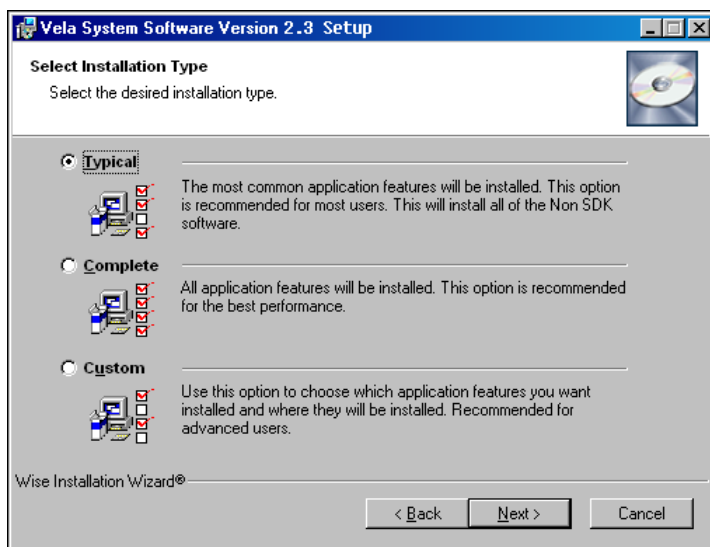 Vela System Software Version 2.3 Setup
Select Installation Type
Select the desired installation type.
Typical
The most common application features will be installed. This option
is recommended for most users. This will install all of the Non SDK
software.
Complete
All application features will be installed. This option is recommended
for the best performance.
Custom
Use this option to choose which application features you want
installed and where they will be installed. Recommended for
advanced users.
Wise Installation Wizard®
< Back
Next >
Cancel